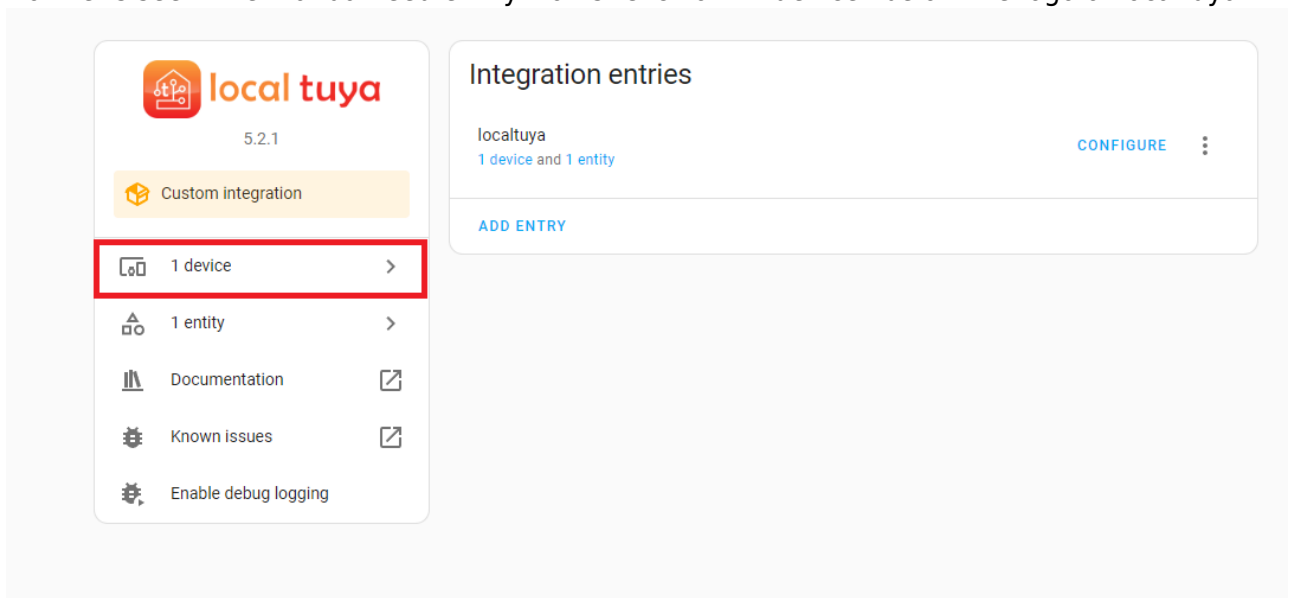 local tuya
5.2.1
Custom integration
1 device
1 entity
Documentation
Known issues
Enable debug logging
Integration entries
localtuya
1 device and 1 entity
CONFIGURE
ADD ENTRY